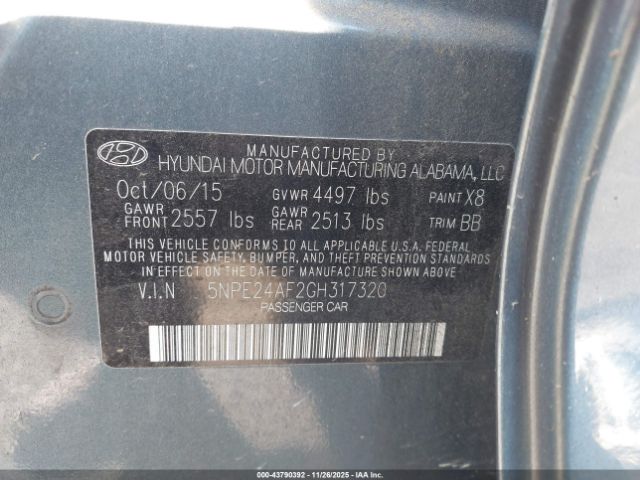 MANUFACTURED BY
HYUNDAI MOTOR MANUFACTURING ALABAMA, LLC
Oct/06/15 GVWR 4497 lbs PAINT X8
GAWR FRONT 2557 lbs GAWR REAR 2513 lbs TRIM BB
THIS VEHICLE CONFORMS TO ALL APPLICABLE U.S.A. FEDERAL
MOTOR VEHICLE SAFETY, BUMPER, AND THEFT PREVENTION STANDARDS
IN EFFECT ON THE DATE OF MANUFACTURE SHOWN ABOVE.
V.I.N 5NPE24AF2GH317320
PASSENGER CAR
000-43790392 - 11/26/2025 - IAAI.COM